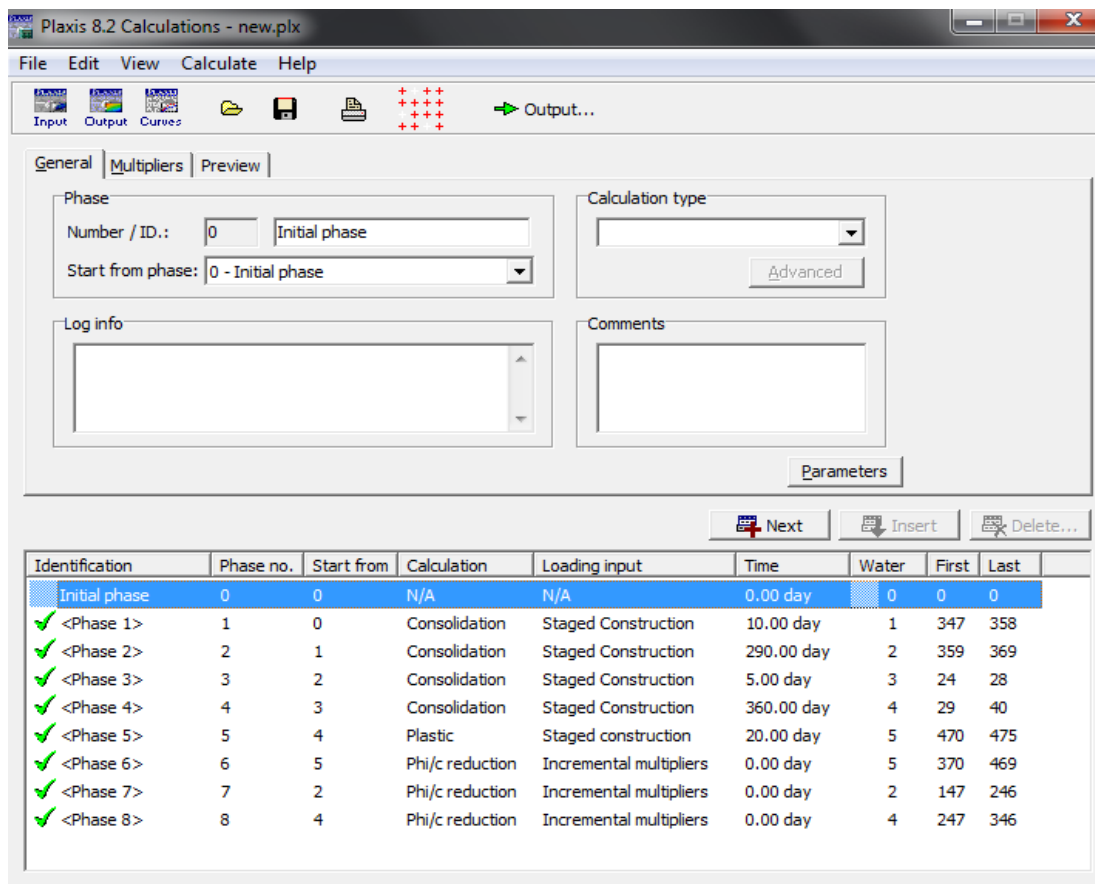 Plaxis 8.2 Calculations - new.plx
File Edit View Calculate Help
Input Output Curves Output...
General Multipliers Preview
Phase Calculation type
Number / ID.: 0 Initial phase
Start from phase: 0 - Initial phase
Advanced
Log info Comments
Parameters
Next Insert Delete...
Identification Phase no. Start from Calculation Loading input Time Water First Last
Initial phase 0 0 N/A N/A 0.00 day 0 0 0
<Phase 1> 1 0 Consolidation Staged Construction 10.00 day 1 347 358
<Phase 2> 2 1 Consolidation Staged Construction 290.00 day 2 359 369
<Phase 3> 3 2 Consolidation Staged Construction 5.00 day 3 24 28
<Phase 4> 4 3 Consolidation Staged Construction 360.00 day 4 29 40
<Phase 5> 5 4 Plastic Staged construction 20.00 day 5 470 475
<Phase 6> 6 5 Phi/c reduction Incremental multipliers 0.00 day 5 370 469
<Phase 7> 7 2 Phi/c reduction Incremental multipliers 0.00 day 2 147 246
<Phase 8> 8 4 Phi/c reduction Incremental multipliers 0.00 day 4 247 346